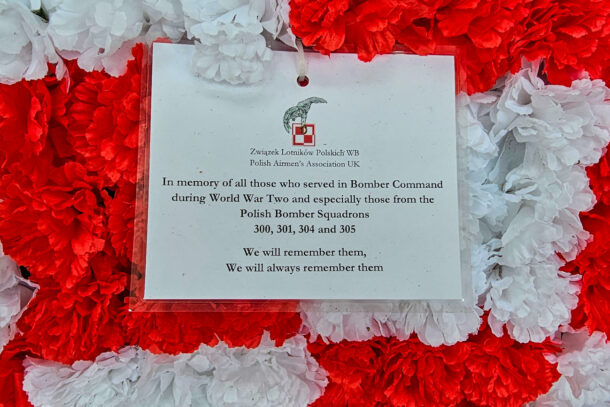 Związek Lotników Polskich WB
Polish Airmen's Association UK
In memory of all those who served in Bomber Command
during World War Two and especially those from the
Polish Bomber Squadrons
300, 301, 304 and 305
We will remember them,
We will always remember them